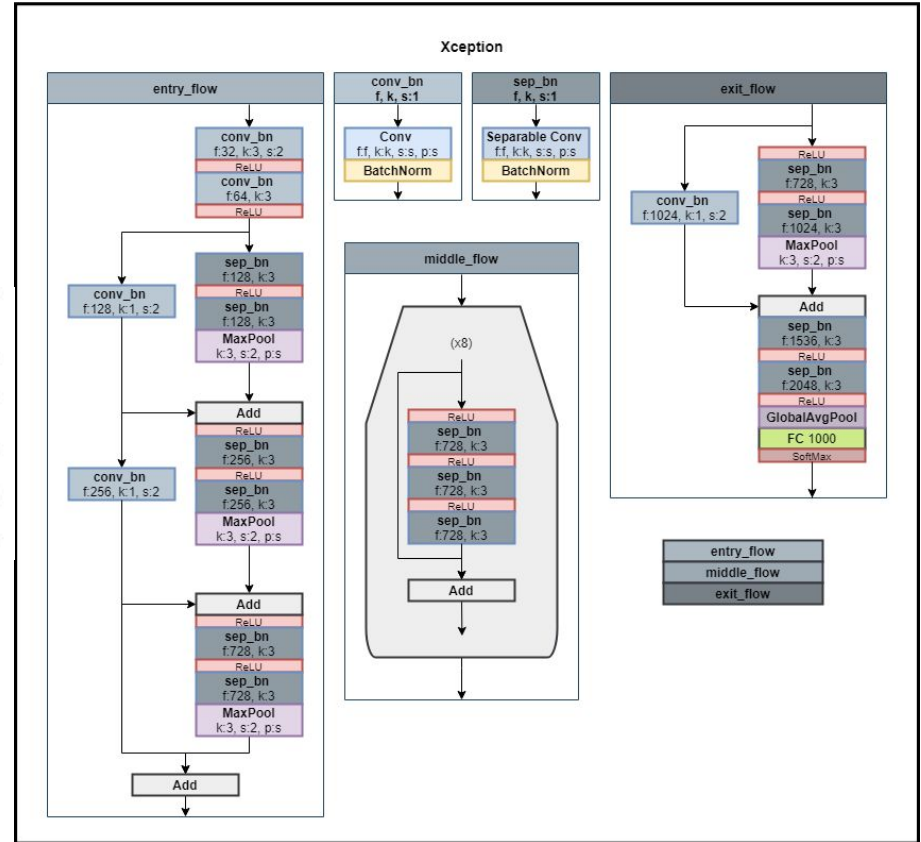 Xception
entry_flow
conv_bn
f:32, k:3, s:2
ReLU
conv_bn
f:64, k:3
ReLU
sep_bn
f:128, k:3
ReLU
conv_bn
f:128, k:1, s:2
sep_bn
f:128, k:3
MaxPool
k:3, s:2, p:s
Add
ReLU
sep_bn
f:256, k:3
ReLU
conv_bn
f:256, k:1, s:2
sep_bn
f:256, k:3
MaxPool
k:3, s:2, p:s
Add
ReLU
sep_bn
f:728, k:3
ReLU
sep_bn
f:728, k:3
MaxPool
k:3, s:2, p:s
Add
conv_bn
f, k, s:1
Conv
f:f, k:k, s:s, p:s
BatchNorm
sep_bn
f, k, s:1
Separable Conv
f:f, k:k, s:s, p:s
BatchNorm
middle_flow
(x8)
ReLU
sep_bn
f:728, k:3
ReLU
sep_bn
f:728, k:3
ReLU
sep_bn
f:728, k:3
Add
exit_flow
ReLU
sep_bn
f:728, k:3
ReLU
conv_bn
f:1024, k:1, s:2
sep_bn
f:1024, k:3
MaxPool
k:3, s:2, p:s
Add
sep_bn
f:1536, k:3
ReLU
sep_bn
f:2048, k:3
ReLU
GlobalAvgPool
FC 1000
SoftMax
entry_flow
middle_flow
exit_flow